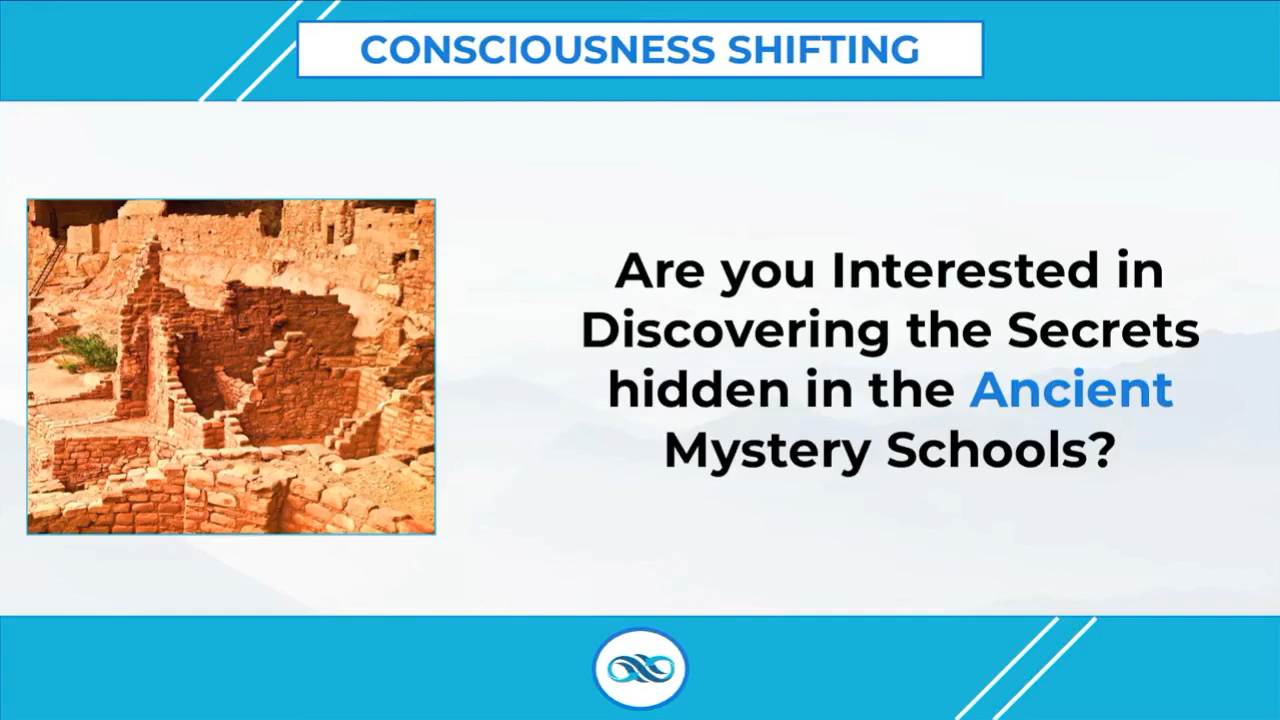 CONSCIOUSNESS SHIFTING
Are you Interested in
Discovering the Secrets
hidden in the Ancient
Mystery Schools?